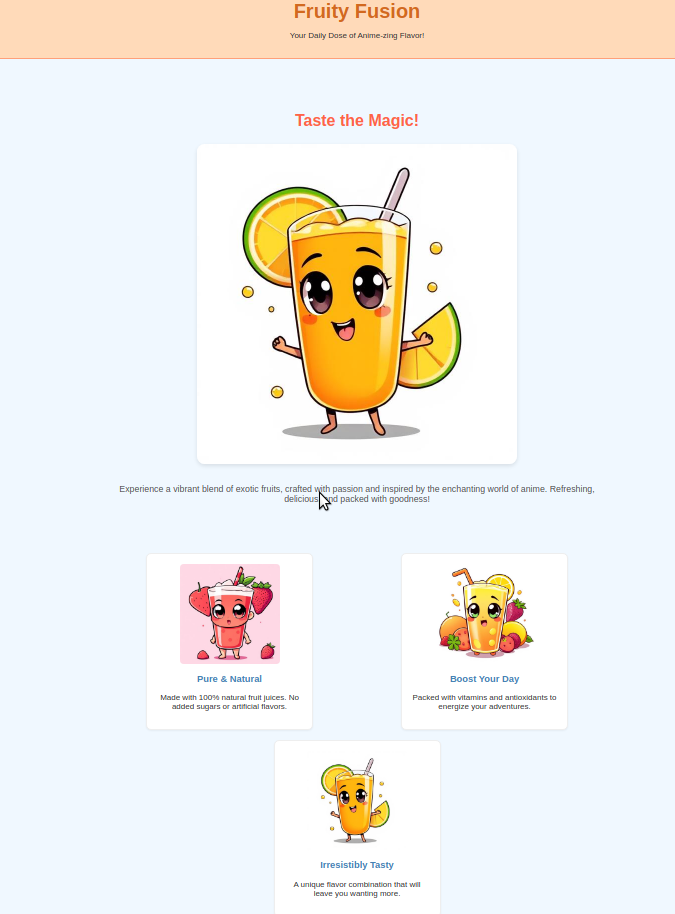 Fruity Fusion
Your Daily Dose of Anime-zing Flavor!
Taste the Magic!
Experience a vibrant blend of exotic fruits, crafted with passion and inspired by the enchanting world of anime. Refreshing,
delicious, and packed with goodness!
Pure & Natural
Made with 100% natural fruit juices. No
added sugars or artificial flavors.
Boost Your Day
Packed with vitamins and antioxidants to
energize your adventures.
Irresistibly Tasty
A unique flavor combination that will
leave you wanting more.